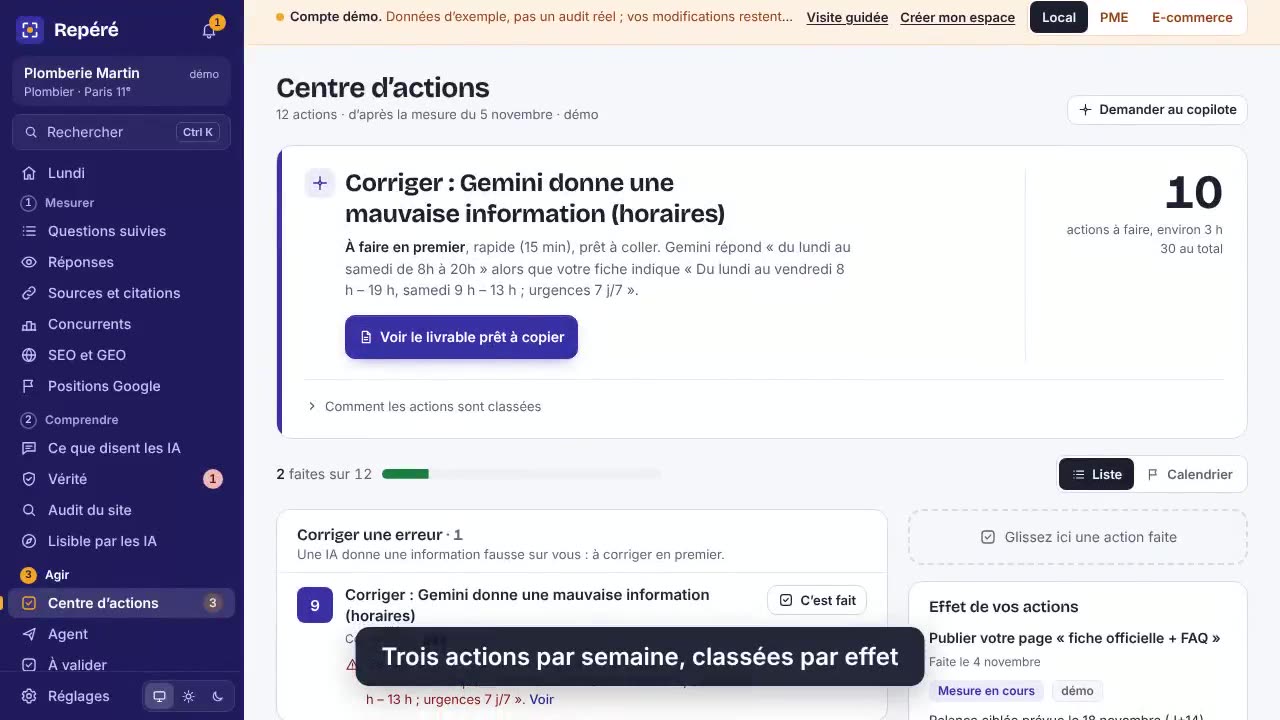 Repéré
1
Plomberie Martin
démo
Plombier · Paris 11e
Rechercher
Ctrl K
Lundi
1 Mesurer
Questions suivies
Réponses
Sources et citations
Concurrents
SEO et GEO
Positions Google
2 Comprendre
Ce que disent les IA
Vérité
1
Audit du site
Lisible par les IA
3 Agir
Centre d’actions
3
Agent
À valider
Réglages
Compte démo. Données d’exemple, pas un audit réel ; vos modifications restent...
Visite guidée
Créer mon espace
Local
PME
E-commerce
Centre d’actions
12 actions · d’après la mesure du 5 novembre · démo
Demander au copilote
Corriger : Gemini donne une
mauvaise information (horaires)
À faire en premier, rapide (15 min), prêt à coller. Gemini répond « du lundi au
samedi de 8h à 20h » alors que votre fiche indique « Du lundi au vendredi 8
h – 19 h, samedi 9 h – 13 h ; urgences 7 j/7 ».
Voir le livrable prêt à copier
10
actions à faire, environ 3 h
30 au total
Comment les actions sont classées
2 faites sur 12
Liste
Calendrier
Corriger une erreur · 1
Une IA donne une information fausse sur vous : à corriger en premier.
9
Corriger : Gemini donne une mauvaise information
(horaires)
C’est fait
Trois actions par semaine, classées par effet
h – 13 h ; urgences 7 j/7 ». Voir
Glissez ici une action faite
Effet de vos actions
Publier votre page « fiche officielle + FAQ »
Faite le 4 novembre
Mesure en cours
démo
Relance ciblée prévue le 18 novembre (J+14)